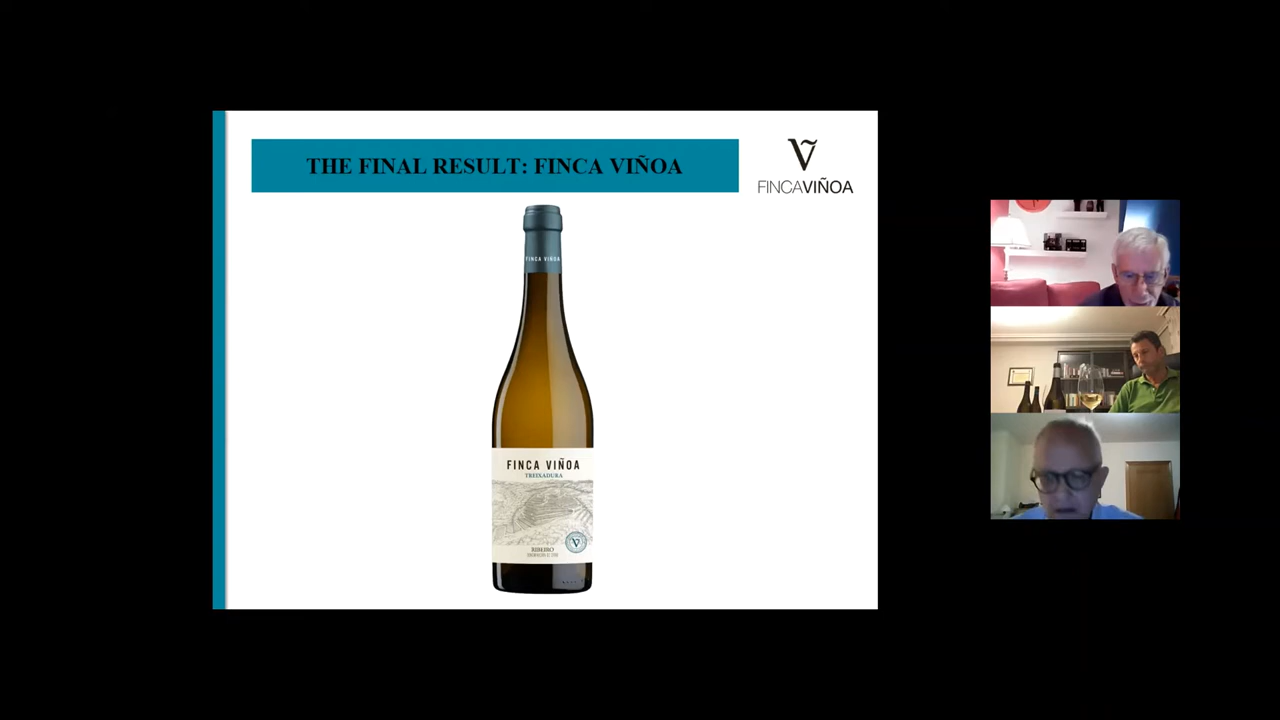 THE FINAL RESULT: FINCA VIÑOA
Ṽ
FINCAVIÑOA
FINCA VIÑOA
FINCA VIÑOA
TREIXADURA
RIBEIRO